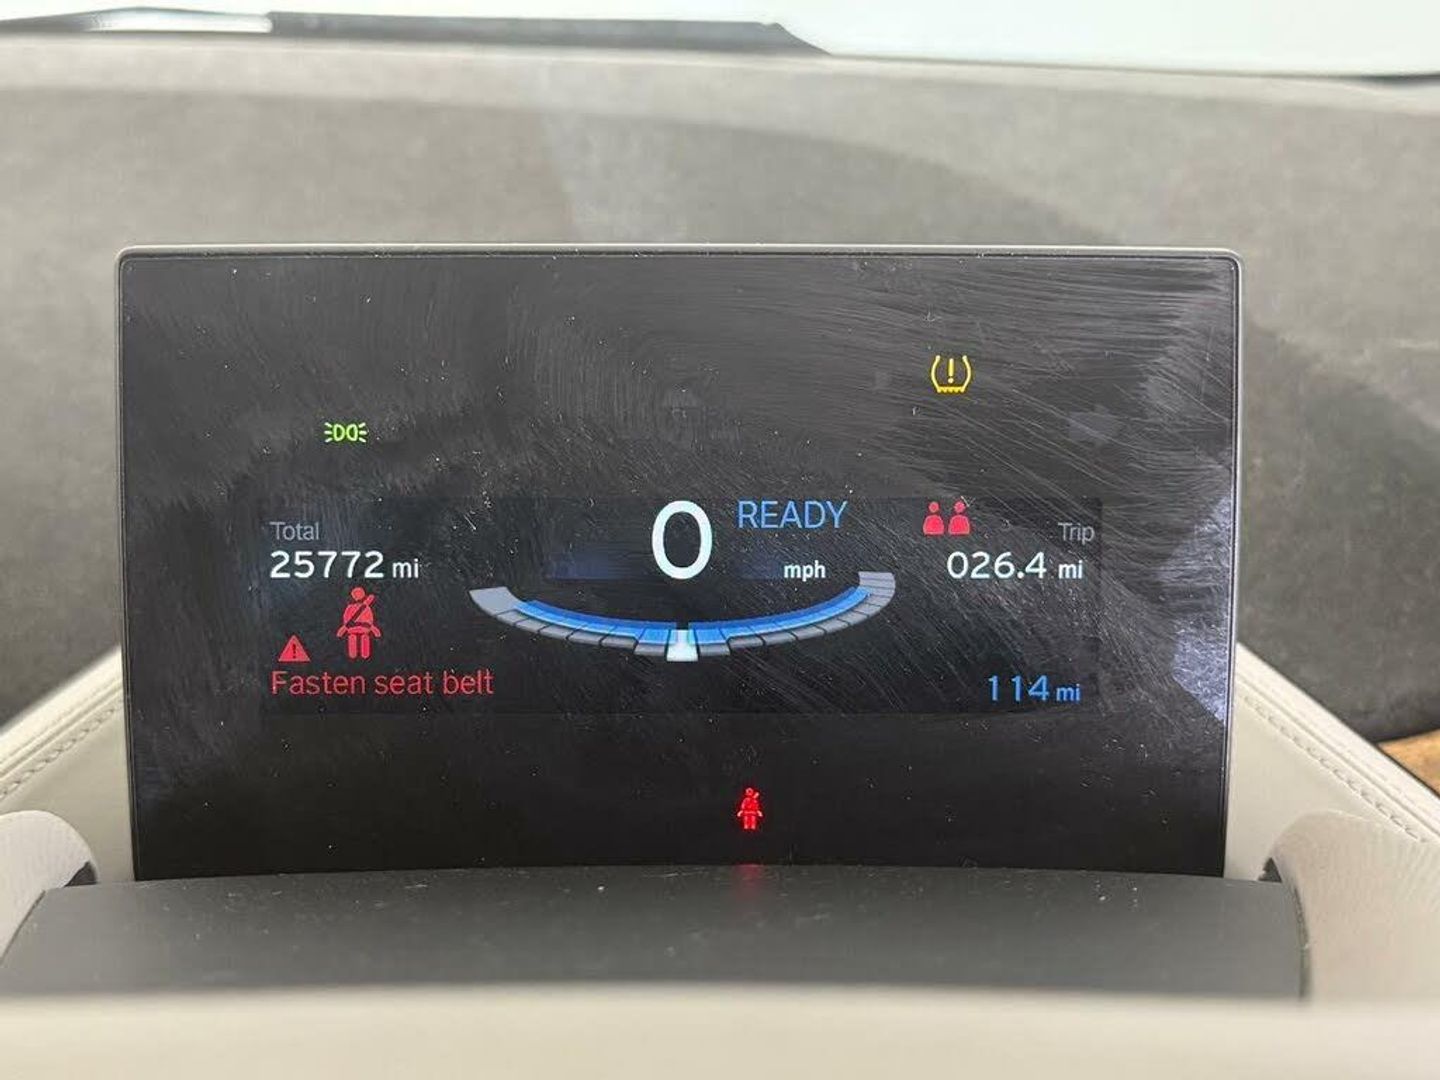 Total
25772 mi
0
READY
mph
Trip
026.4 mi
Fasten seat belt
114 mi